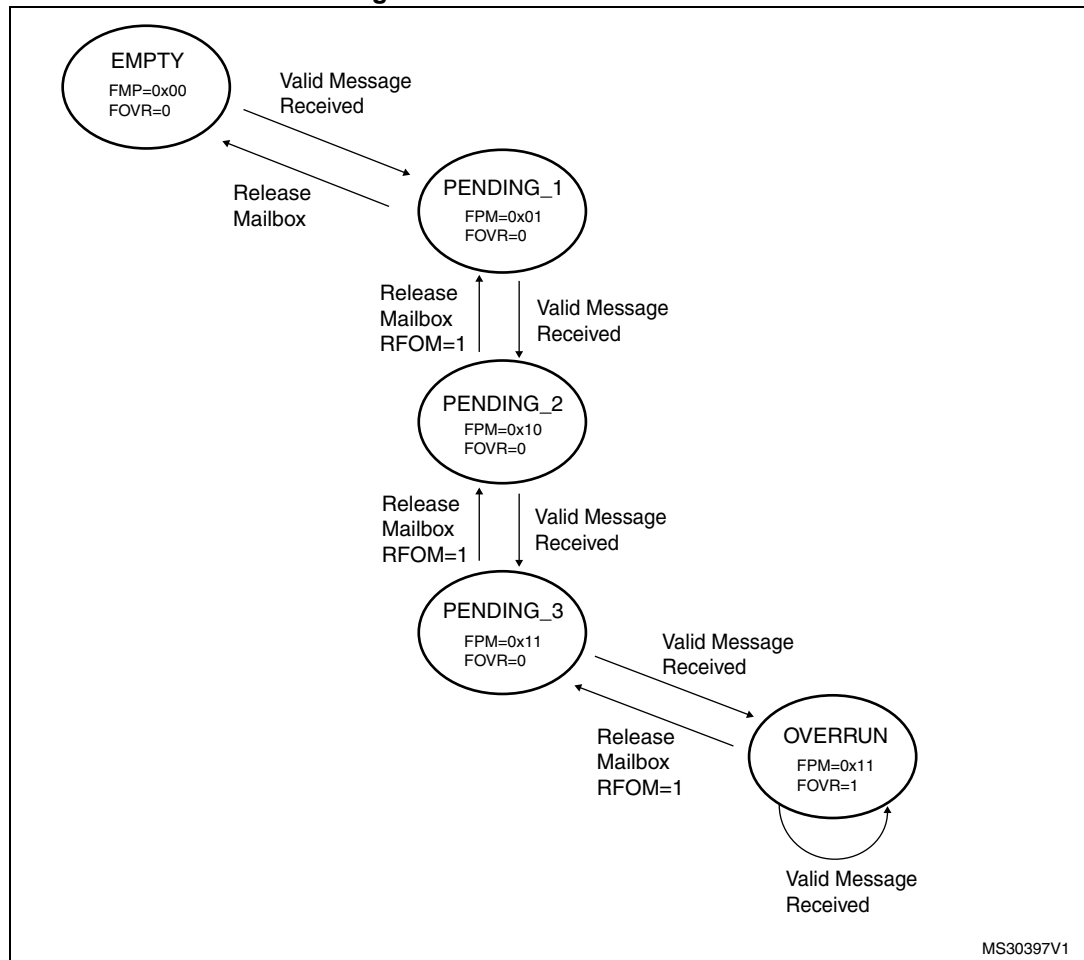 EMPTY
FMP=0x00
FOVR=0
Valid Message
Received
Release
Mailbox
PENDING_1
FPM=0x01
FOVR=0
Release
Mailbox
RFOM=1
Valid Message
Received
PENDING_2
FPM=0x10
FOVR=0
Release
Mailbox
RFOM=1
Valid Message
Received
PENDING_3
FPM=0x11
FOVR=0
Valid Message
Received
Release
Mailbox
RFOM=1
OVERRUN
FPM=0x11
FOVR=1
Valid Message
Received
MS30397V1